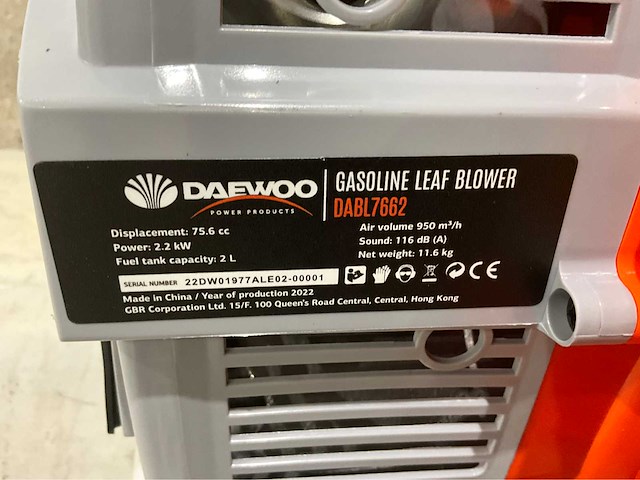 DAEWOO
POWER PRODUCTS
GASOLINE LEAF BLOWER
DABL7662
Displacement: 75.6 cc
Power: 2.2 kW
Fuel tank capacity: 2 L
Air volume 950 m³/h
Sound: 116 dB (A)
Net weight: 11.6 kg
SERIAL NUMBER 22DW01977ALE02-00001
Made in China / Year of production 2022
GBR Corporation Ltd. 15/F. 100 Queen's Road Central, Central, Hong Kong